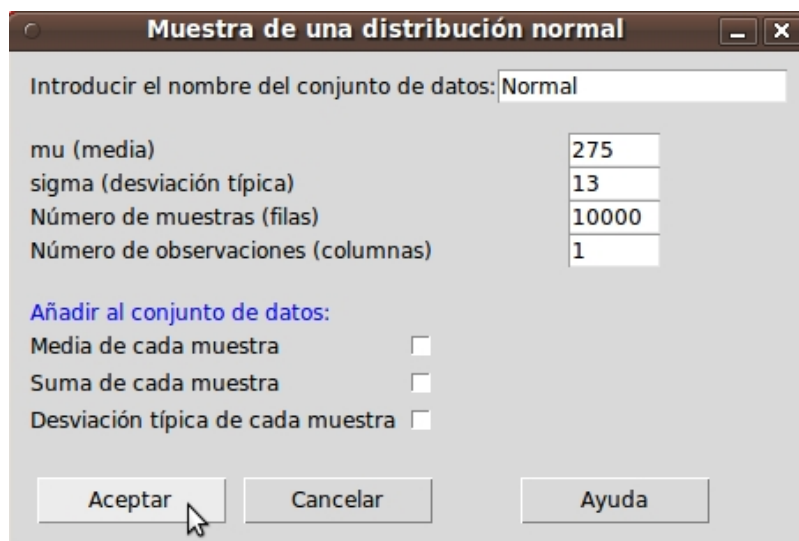 Muestra de una distribución normal
Introducir el nombre del conjunto de datos: Normal
mu (media) 275
sigma (desviación típica) 13
Número de muestras (filas) 10000
Número de observaciones (columnas) 1
Añadir al conjunto de datos:
Media de cada muestra
Suma de cada muestra
Desviación típica de cada muestra
Aceptar Cancelar Ayuda